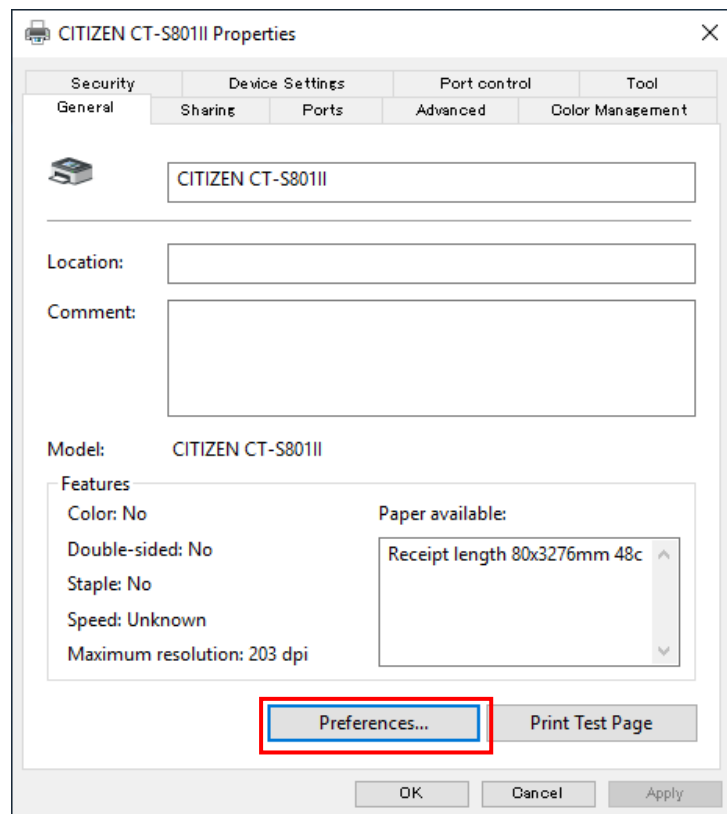 CITIZEN CT-S801II Properties
Security Device Settings Port control Tool
General Sharing Ports Advanced Color Management
CITIZEN CT-S801II
Location:
Comment:
Model: CITIZEN CT-S801II
Features
Color: No
Paper available:
Double-sided: No
Receipt length 80x3276mm 48c
Staple: No
Speed: Unknown
Maximum resolution: 203 dpi
Preferences... Print Test Page
OK Cancel Apply